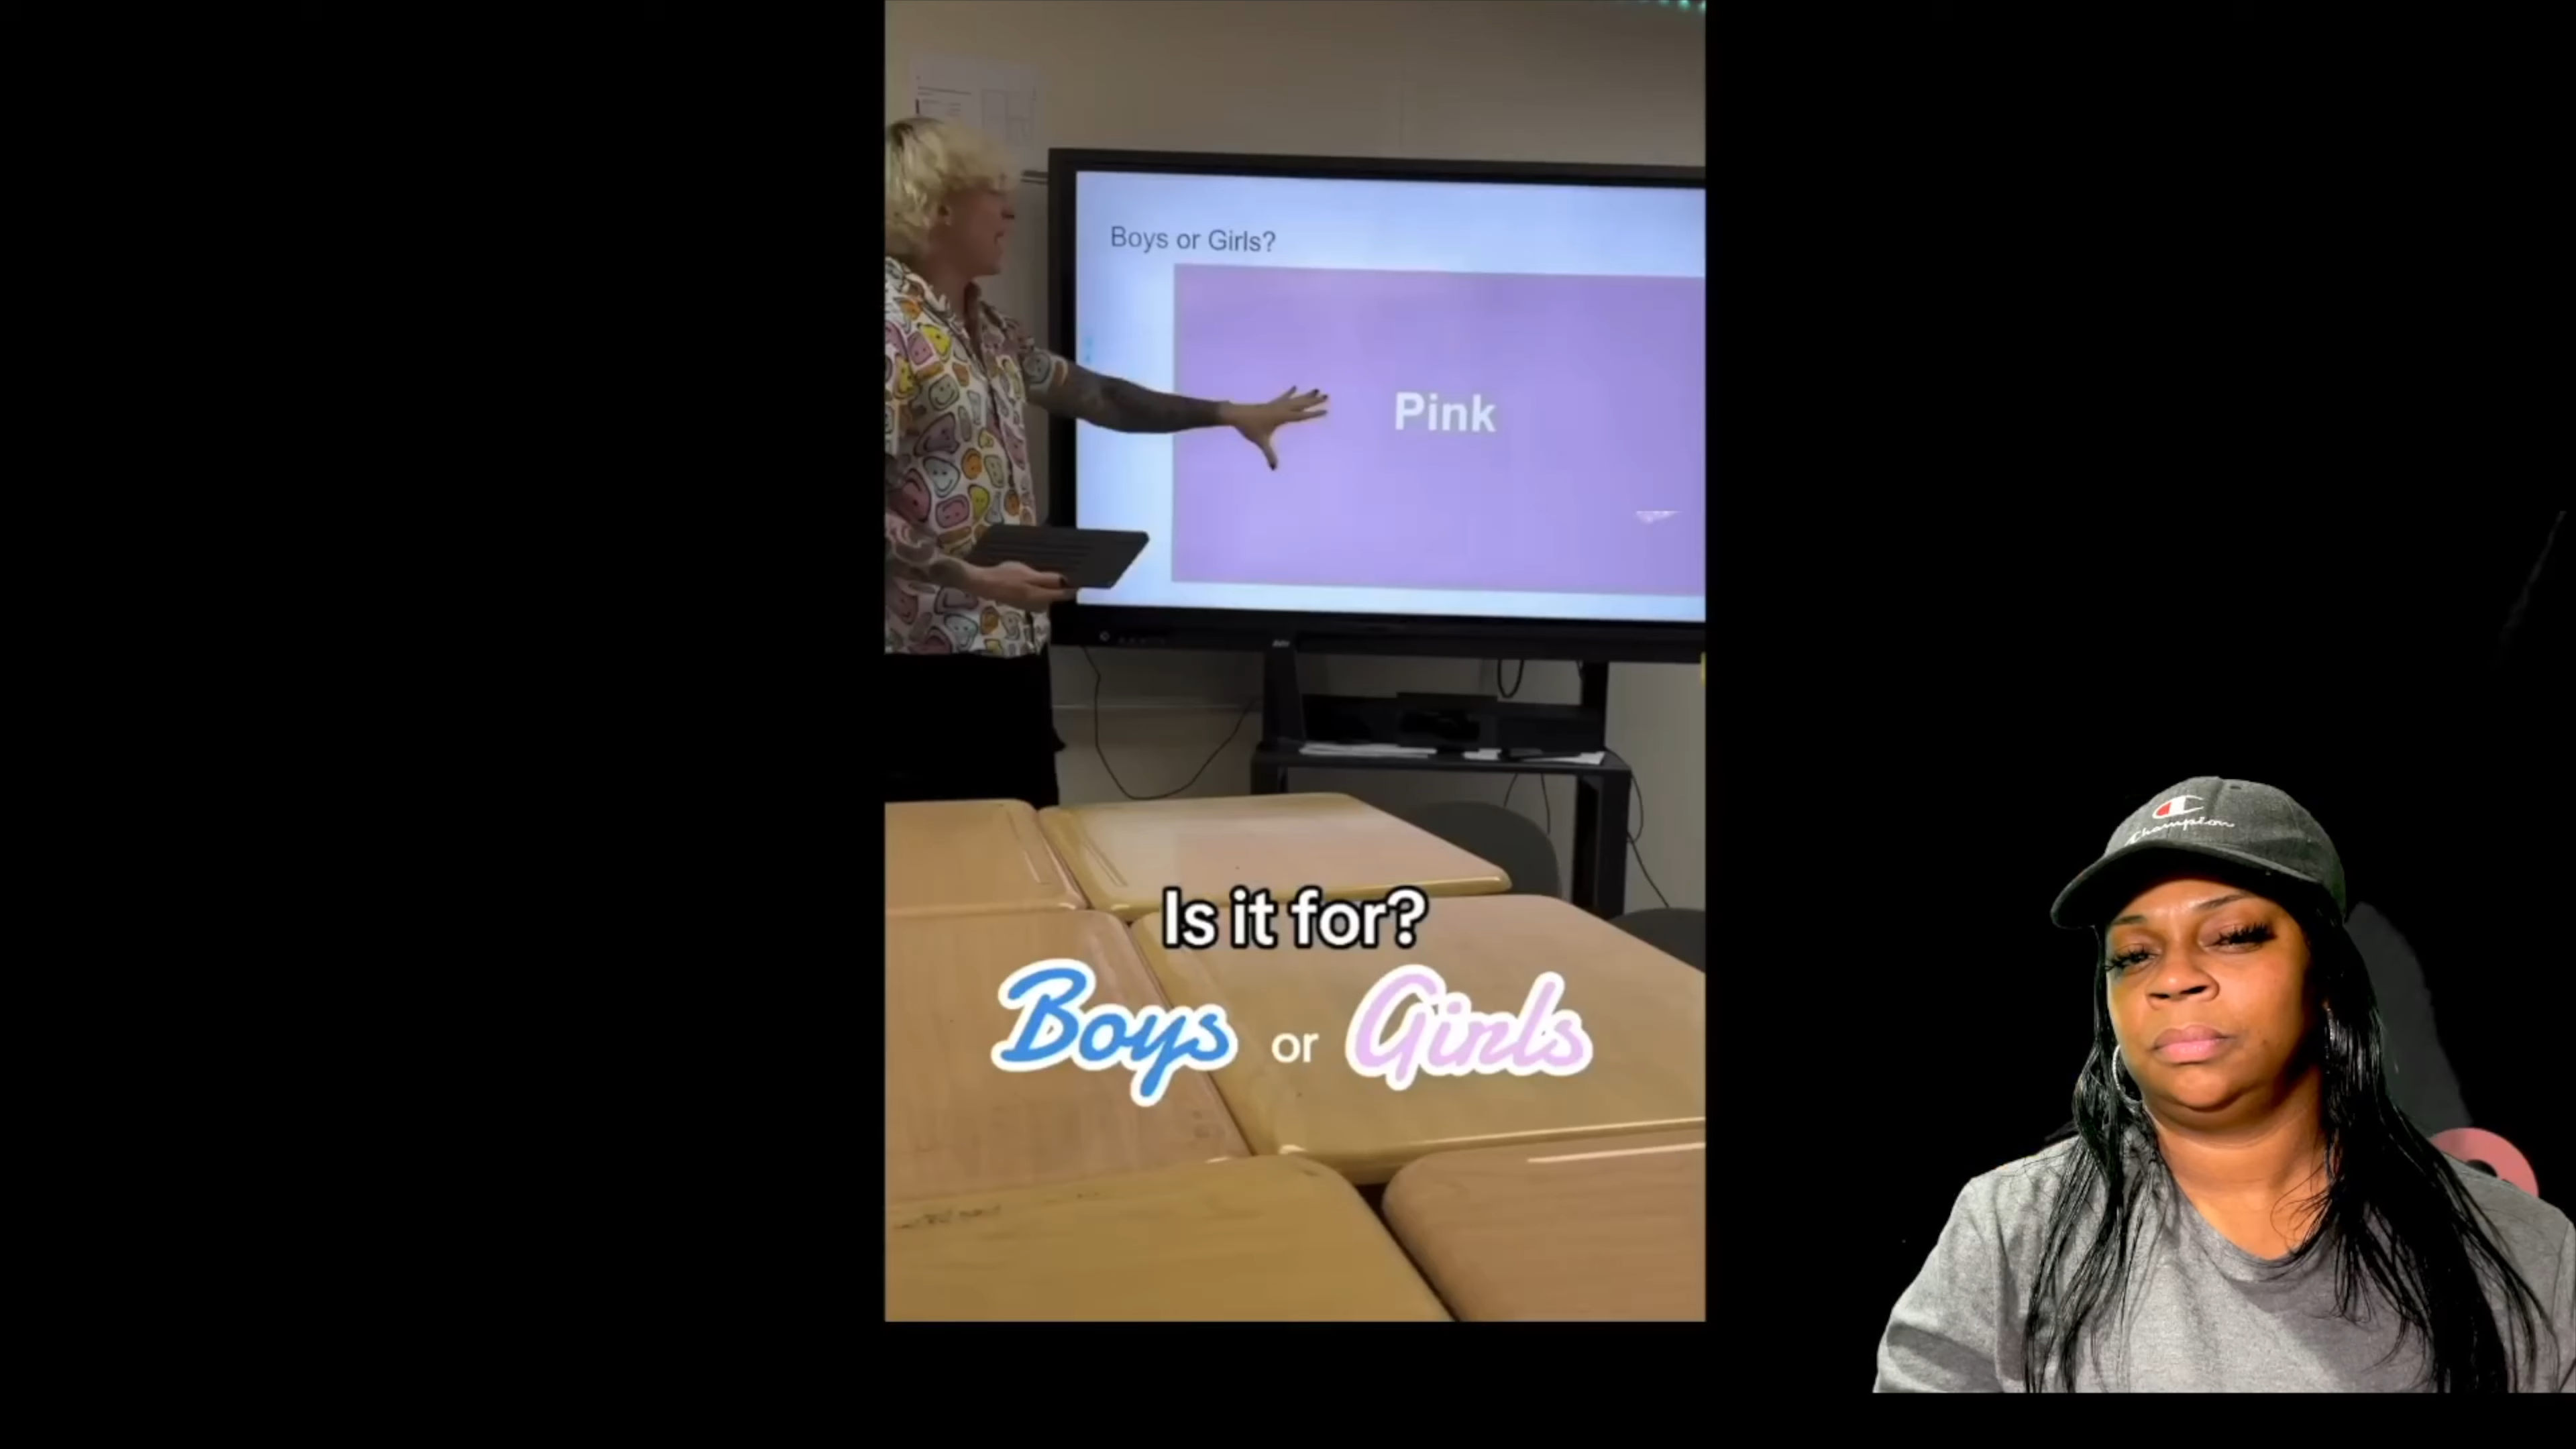 Boys or Girls?
Pink
Is it for?
Boys or Girls
Champion